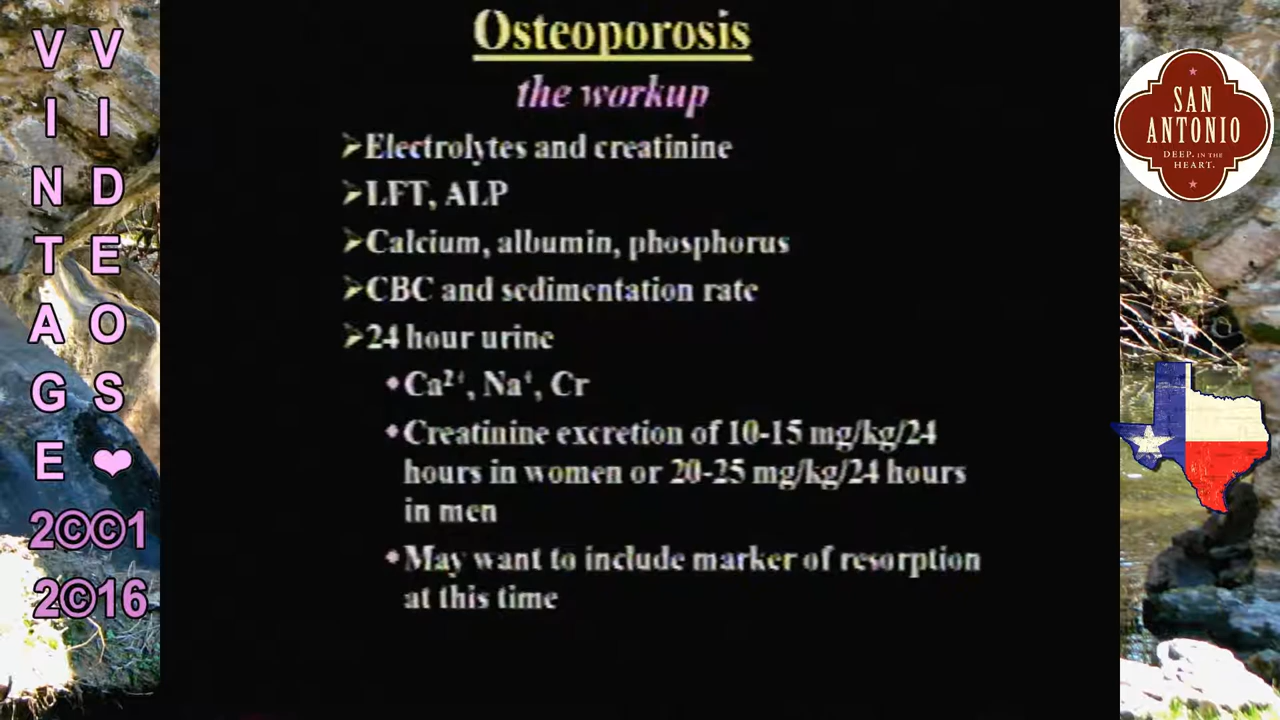 VINTAGE
VIDEOS❤
2©©1
2©16
Osteoporosis
the workup
➢Electrolytes and creatinine
➢LFT, ALP
➢Calcium, albumin, phosphorus
➢CBC and sedimentation rate
➢24 hour urine
•Ca²⁺, Na⁺, Cr
•Creatinine excretion of 10-15 mg/kg/24
hours in women or 20-25 mg/kg/24 hours
in men
•May want to include marker of resorption
at this time
SAN
ANTONIO
DEEP. IN THE
HEART.